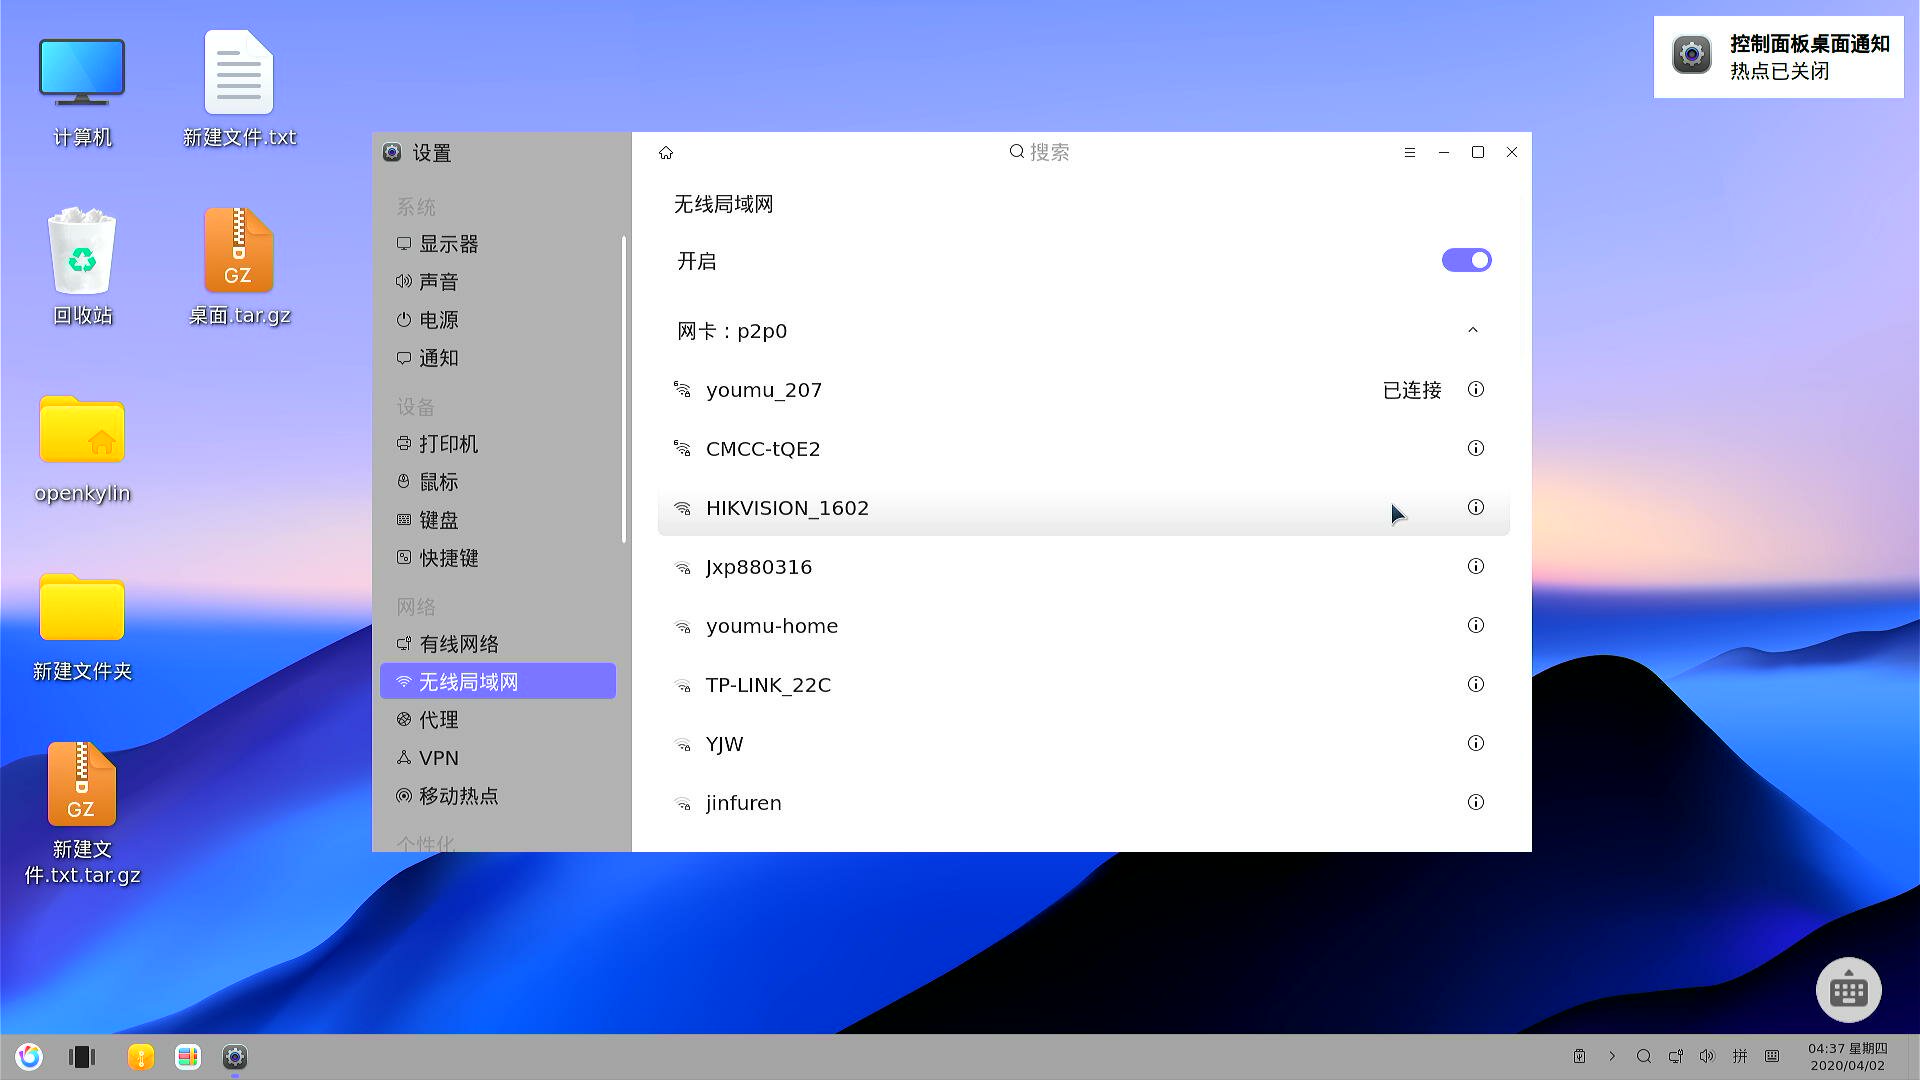 计算机
新建文件.txt
回收站
GZ
桌面.tar.gz
openkylin
新建文件夹
GZ
新建文
件.txt.tar.gz
控制面板桌面通知
热点已关闭
设置
系统
显示器
声音
电源
通知
设备
打印机
鼠标
键盘
快捷键
网络
有线网络
无线局域网
代理
VPN
移动热点
个性化
搜索
无线局域网
开启
网卡：p2p0
youmu_207 已连接
CMCC-tQE2
HIKVISION_1602
Jxp880316
youmu-home
TP-LINK_22C
YJW
jinfuren
拼
04:37 星期四
2020/04/02